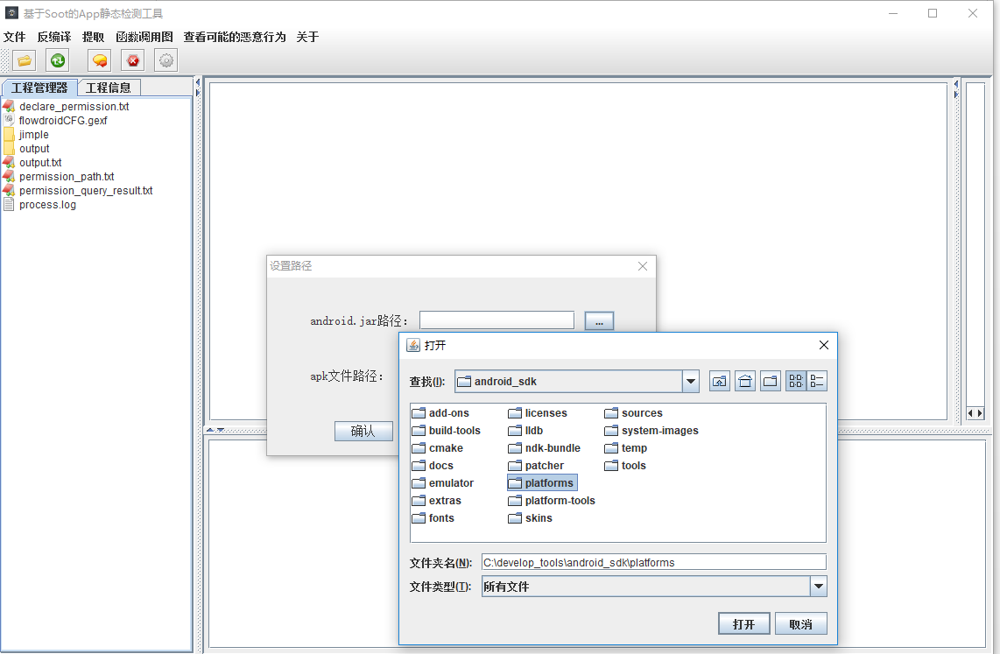 基于Soot的App静态检测工具
文件 反编译 提取 函数调用图 查看可能的恶意行为 关于
工程管理器 工程信息
declare_permission.txt
flowdroidCFG.gexf
jimple
output
output.txt
permission_path.txt
permission_query_result.txt
process.log
设置路径
android.jar路径: ...
apk文件路径:
确认
打开
查找(I): android_sdk
add-ons licenses sources
build-tools lldb system-images
cmake ndk-bundle temp
docs patcher tools
emulator platforms
extras platform-tools
fonts skins
文件夹名(N): C:\develop_tools\android_sdk\platforms
文件类型(T): 所有文件
打开 取消